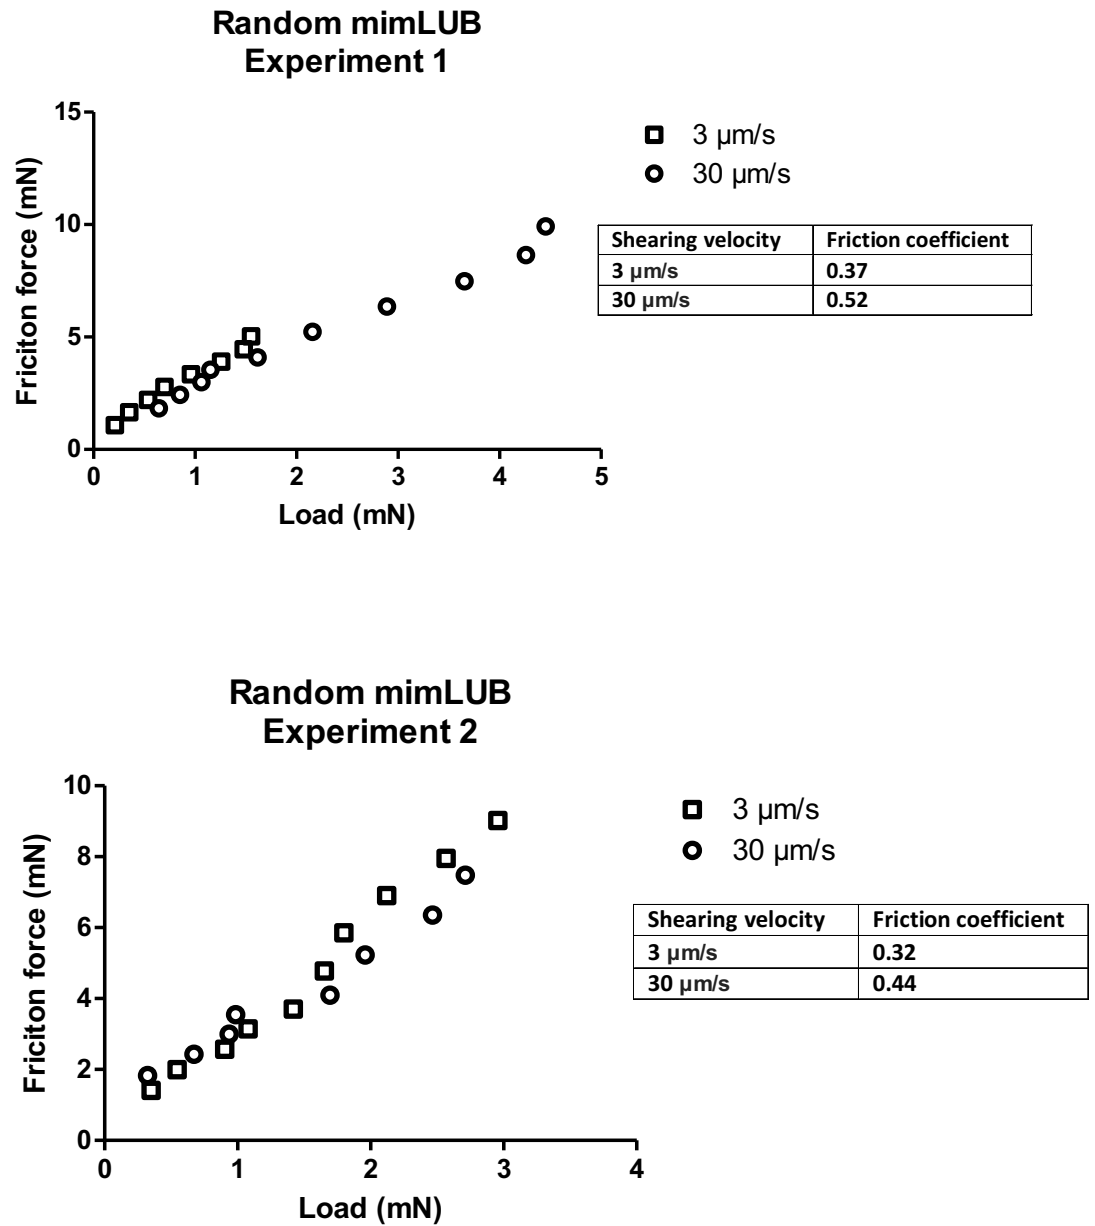 Random mimLUB
Experiment 1
15
10
5
0
0 1 2 3 4 5
Friciton force (mN)
Load (mN)
3 µm/s
30 µm/s
Shearing velocity Friction coefficient
3 µm/s 0.37
30 µm/s 0.52
Random mimLUB
Experiment 2
10
8
6
4
2
0
0 1 2 3 4
Friciton force (mN)
Load (mN)
3 µm/s
30 µm/s
Shearing velocity Friction coefficient
3 µm/s 0.32
30 µm/s 0.44